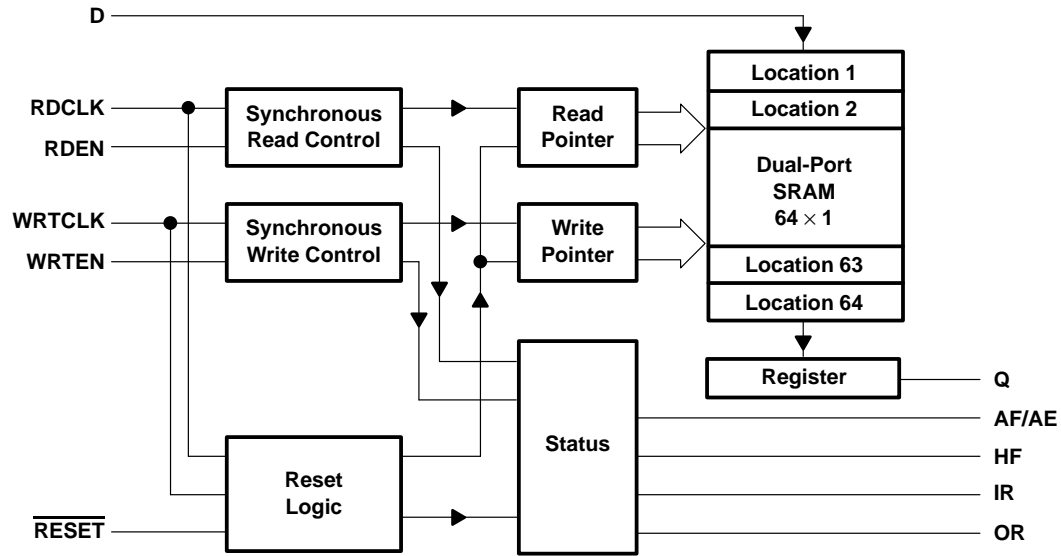 D
RDCLK
RDEN
WRTCLK
WRTEN
RESET
Synchronous
Read Control
Synchronous
Write Control
Reset
Logic
Read
Pointer
Write
Pointer
Status
Location 1
Location 2
Dual-Port
SRAM
64 × 1
Location 63
Location 64
Register
Q
AF/AE
HF
IR
OR